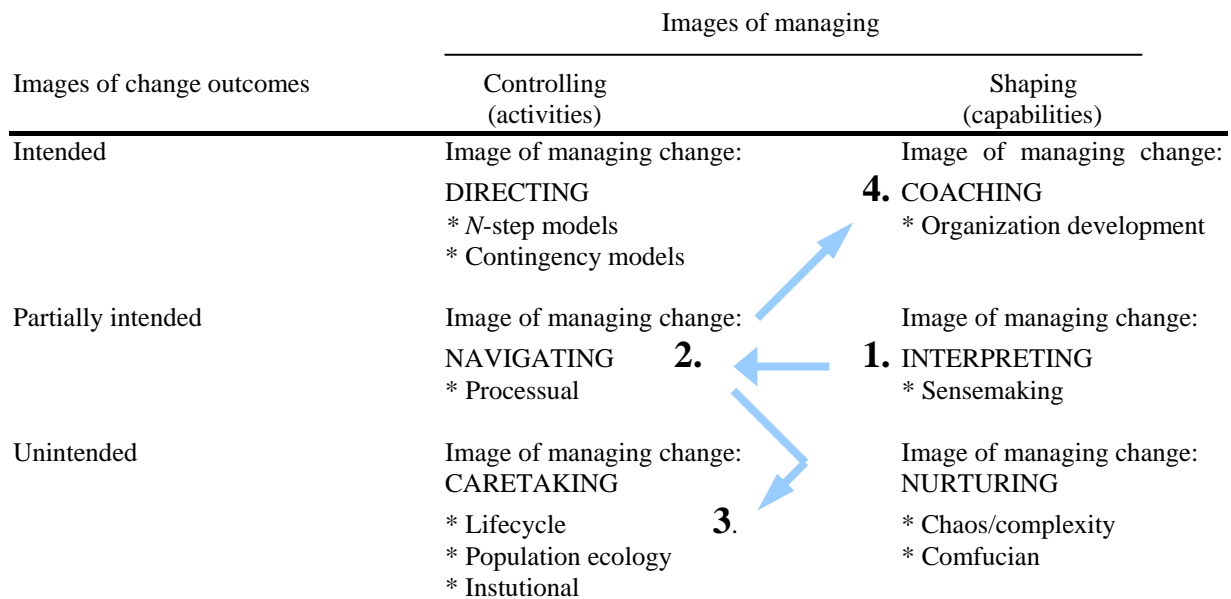 Images of managing
Images of change outcomes Controlling Shaping
(activities) (capabilities)
Intended Image of managing change: Image of managing change:
DIRECTING 4. COACHING
* N-step models * Organization development
* Contingency models
Partially intended Image of managing change: Image of managing change:
NAVIGATING 2. 1. INTERPRETING
* Processual * Sensemaking
Unintended Image of managing change: Image of managing change:
CARETAKING NURTURING
* Lifecycle 3. * Chaos/complexity
* Population ecology * Comfucian
* Instutional